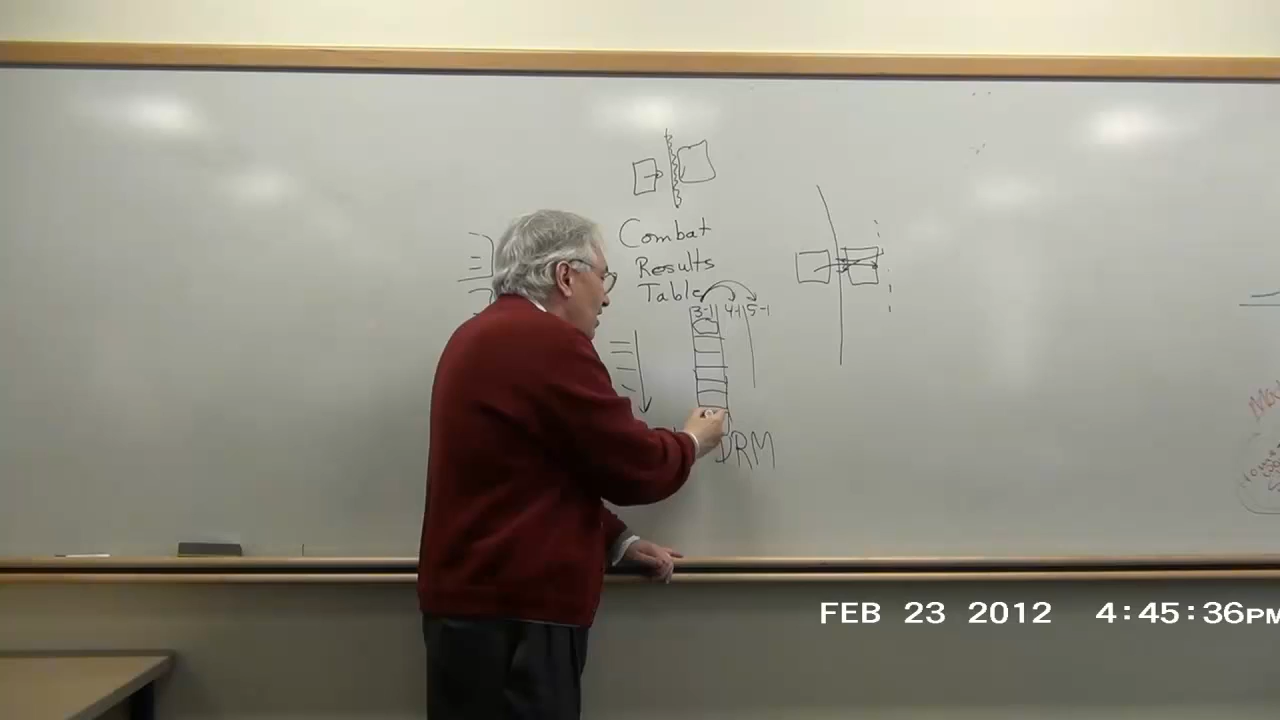 Combat
Results
Table
3-1 4-1 5-1
DRM
FEB 23 2012 4:45:36PM